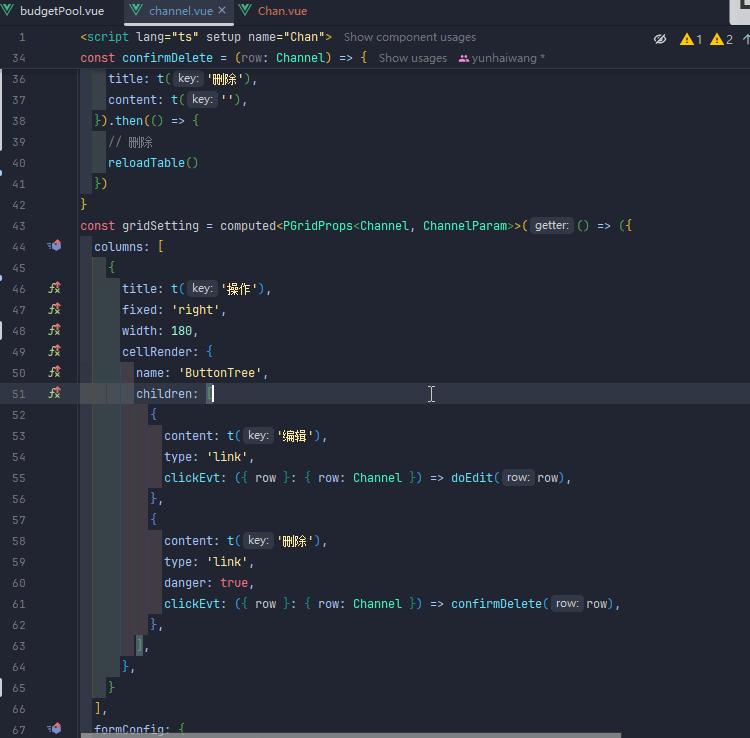 budgetPool.vue channel.vue × Chan.vue
1 <script lang="ts" setup name="Chan"> Show component usages 1 2
34 const confirmDelete = (row: Channel) => { Show usages yunhaiwang *
36 title: t( key: '删除'),
37 content: t( key: ''),
38 }).then(() => {
39 // 删除
40 reloadTable()
41 })
42 }
43 const gridSetting = computed<PGridProps<Channel, ChannelParam>>( getter: () => ({
44 columns: [
45 {
46 title: t( key: '操作'),
47 fixed: 'right',
48 width: 180,
49 cellRender: {
50 name: 'ButtonTree',
51 children: [
52 {
53 content: t( key: '编辑'),
54 type: 'link',
55 clickEvt: ({ row }: { row: Channel }) => doEdit( row: row),
56 },
57 {
58 content: t( key: '删除'),
59 type: 'link',
60 danger: true,
61 clickEvt: ({ row }: { row: Channel }) => confirmDelete( row: row),
62 },
63 ],
64 },
65 }
66 ],
67 formConfig: {